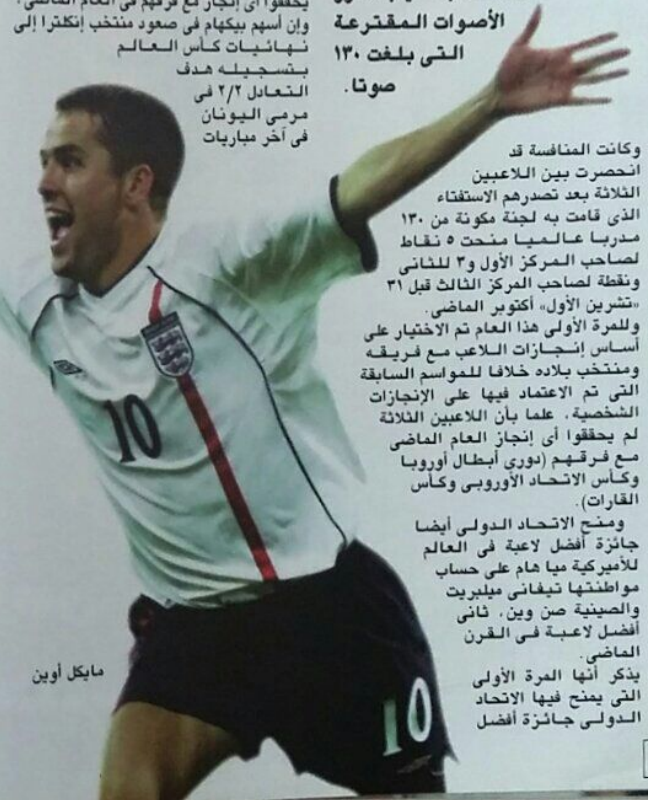 الأصوات المقترعة
التى بلغت ١٣٠
صوتا.
وإن أسهم بيكهام فى صعود منتخب إنكلترا إلى
نهائيات كأس العالم
بتسجيله هدف
التعادل ٢/٢ فى
مرمى اليونان
فى آخر مباريات
وكانت المنافسة قد
انحصرت بين اللاعبين
الثلاثة بعد تصدرهم الاستفتاء
الذى قامت به لجنة مكونة من ١٣٠
مدربا عالميا منحت ٥ نقاط
لصاحب المركز الأول و٣ للثانى
ونقطة لصاحب المركز الثالث قبل ٣١
«تشرين الأول» أكتوبر الماضى.
وللمرة الأولى هذا العام تم الاختيار على
أساس إنجازات اللاعب مع فريقه
ومنتخب بلاده خلافا للمواسم السابقة
التى تم الاعتماد فيها على الإنجازات
الشخصية، علما بأن اللاعبين الثلاثة
لم يحققوا أى إنجاز العام الماضى
مع فرقهم (دورى أبطال أوروبا
وكأس الاتحاد الأوروبى وكأس
القارات).
ومنح الاتحاد الدولى أيضا
جائزة أفضل لاعبة فى العالم
للأميركية ميا هام على حساب
مواطنتها تيفانى ميلبريت
والصينية صن وين، ثانى
أفضل لاعبة فى القرن
الماضى.
يذكر أنها المرة الأولى
التى يمنح فيها الاتحاد
الدولى جائزة أفضل
مايكل أوين
10
10